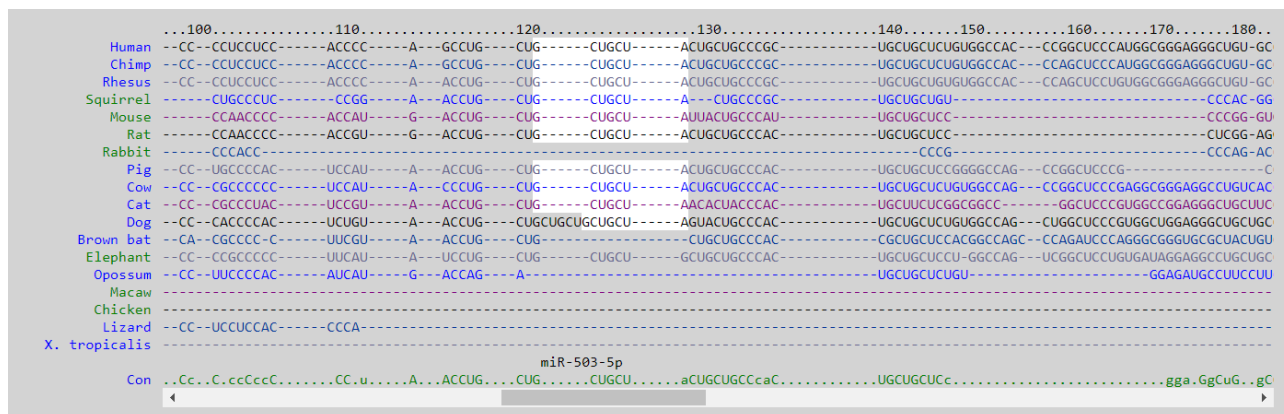 ...100..............110.................120.................130................140.......150..........160.......170.......180...
Human --CC--CCUCCUCC------ACCCC-----A---GCCUG----CUG------CUGCU------ACUGCUGCCCGC------------UGCUGCUCUGUGGCCAC---CCGGCUCCCAUGGCGGGAGGGCUGU-GC
Chimp --CC--CCUCCUCC------ACCCC-----A---GCCUG----CUG------CUGCU------ACUGCUGCCCGC------------UGCUGCUCUGUGGCCAC---CCAGCUCCCAUGGCGGGAGGGCUGU-GC
Rhesus --CC--CCUCCUCC------ACCCC-----A---GCCUG----CUG------CUGCU------ACUGCUGCCCGC------------UGCUGCUGUGUGGCCAC---CCAGCUCCUGUGGCGGGAGGGCUGU-GC
Squirrel ------CUGCCCUC-------CCGG-----A---ACCUG----CUG------CUGCU------A---CUGCCCGC------------UGCUGCUGU----------------------------CCCAC-GG
Mouse ------CCAACCCC------ACCAU-----G---ACCUG----CUG------CUGCU------AUUACUGCCCAU------------UGCUGCUCC----------------------------CCCGG-GU
Rat ------CCAACCCC------ACCGU-----G---ACCUG----CUG------CUGCU------ACUGCUGCCCAC------------UGCUGCUCC----------------------------CUCGG-AG
Rabbit ------CCCACC--------------------------------------------------------------------------------CCCG----------------------------CCCAG-AC
Pig --CC--UGCCCCAC------UCCAU-----A---ACCUG----CUG------CUGCU------ACUGCUGCCCAC------------UGCUGCUCCGGGGCCAG---CCGGCUCCCG----------------C
Cow --CC--CGCCCCCC------UCCAU-----A---CCCUG----CUG------CUGCU------ACUGCUGCCCAC------------UGCUGCUCUGUGGCCAG---CCGGCUCCCGAGGCGGGAGGCCUGUCAC
Cat --CC--CGCCCUAC------UCCGU-----A---ACCUG----CUG------CUGCU------AACACUACCCAC------------UGCUUCUCGGCGGCC------GGCUCCCGUGGCCGGAGGGCUGCUUC
Dog --CC--CACCCCAC------UCUGU-----A---ACCUG----CUGCUGCUGCUGCU------AGUACUGCCCAC------------UGCUGCUCUGUGGCCAG---CUGGCUCCCGUGGCUGGAGGGCUGCUGC
Brown bat --CA--CGCCCC-C------UUCGU-----A---ACCUG----CUG-----------------CUGCUGCCCAC------------CGCUGCUCCACGGCCAGC--CCAGAUCCCAGGGCGGGUGCGCUACUGU
Elephant --CC--CCGCCCCC------UUCAU-----A---UCCUG----CUG------CUGCU------GCUGCUGCCCAC------------UGCUGCUCCU-GGCCAG---UCGGCUCCUGUGAUAGGAGGCCUGCUGC
Opossum --CC--UUCCCCAC------AUCAU-----G---ACCAG----A-----------------------------------------UGCUGCUCUGU--------------------GGAGAUGCCUUCCUU
Macaw ------------------------------------------------------------------------------------------------------------------------------------
Chicken ------------------------------------------------------------------------------------------------------------------------------------
Lizard --CC--UCCUCCAC------CCCA------------------------------------------------------------------------------------------------------------
X. tropicalis ------------------------------------------------------------------------------------------------------------------------------------
miR-503-5p
Con ..Cc..C.ccCccC.......CC.u.....A...ACCUG....CUG......CUGCU......aCUGCUGCCCaC............UGCUGCUCc.......................gga.GgCuG..gC